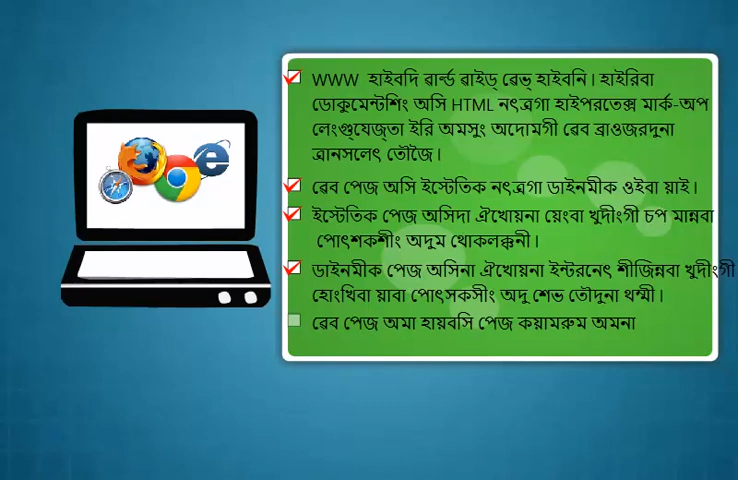 WWW হাইবদি ৱার্ল্ড ৱাইড্ ৱেভ্ হাইবনি। হাইরিবা
ডোকুমেন্টশিং অসি HTML নৎত্রগা হাইপরতেক্স মার্ক-অপ
লেংগুয়েজ্তা ইরি অমসুং অদোমগী ৱেব ব্রাওজরদুনা
ত্রানসলেৎ তৌজৈ।
ৱেব পেজ অসি ইস্টেতিক নৎত্রগা ডাইনমীক ওইবা য়াই।
ইস্টেতিক পেজ অসিদা ঐখোয়না য়েংবা খুদীংগী চপ মান্নবা
পোৎশকশীং অদুম থোকলক্কনী।
ডাইনমীক পেজ অসিনা ঐখোয়না ইন্টরনেৎ শীজিন্নবা খুদীংগী
হোংখিবা য়াবা পোৎসকসীং অদু শেভ তৌদুনা থম্মী।
ৱেব পেজ অমা হায়বসি পেজ কয়ামরুম অমনা